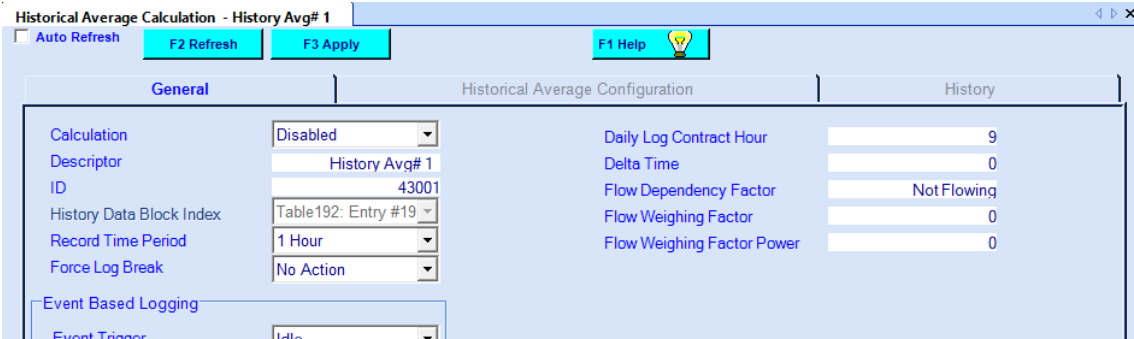 Historical Average Calculation - History Avg# 1
Auto Refresh
F2 Refresh
F3 Apply
F1 Help
General
Historical Average Configuration
History
Calculation
Disabled
Descriptor
History Avg# 1
ID
43001
History Data Block Index
Table192: Entry #19
Record Time Period
1 Hour
Force Log Break
No Action
Daily Log Contract Hour
9
Delta Time
0
Flow Dependency Factor
Not Flowing
Flow Weighing Factor
0
Flow Weighing Factor Power
0
Event Based Logging
Event Trigger
Idle